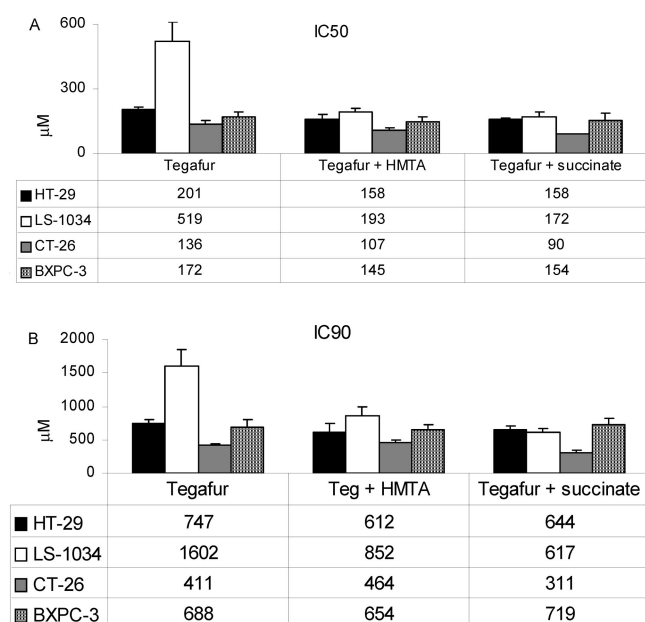 A
IC50
600
300
0
μM
Tegafur Tegafur + HMTA Tegafur + succinate
HT-29 201 158 158
LS-1034 519 193 172
CT-26 136 107 90
BXPC-3 172 145 154
B
IC90
2000
1500
1000
500
0
μM
Tegafur Teg + HMTA Tegafur + succinate
HT-29 747 612 644
LS-1034 1602 852 617
CT-26 411 464 311
BXPC-3 688 654 719